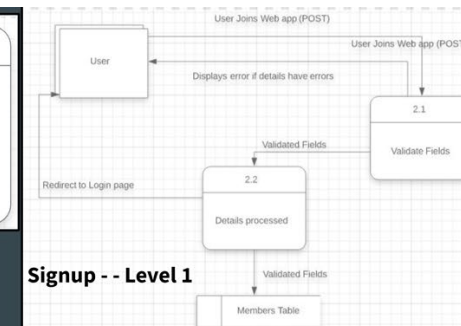 User Joins Web app (POST)
User
User Joins Web app (POST
Displays error if details have errors
2.1
Validate Fields
Validated Fields
2.2
Details processed
Redirect to Login page
Signup - - Level 1
Validated Fields
Members Table